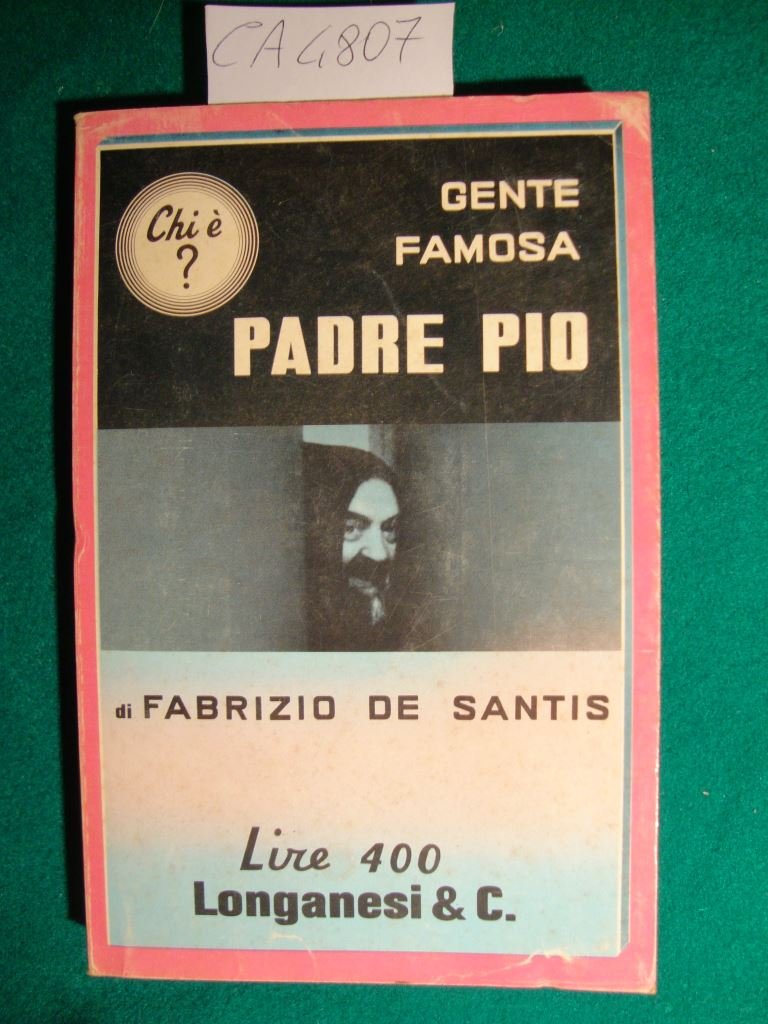 CA4807
Chi è
?
GENTE
FAMOSA
PADRE PIO
di FABRIZIO DE SANTIS
Lire 400
Longanesi & C.